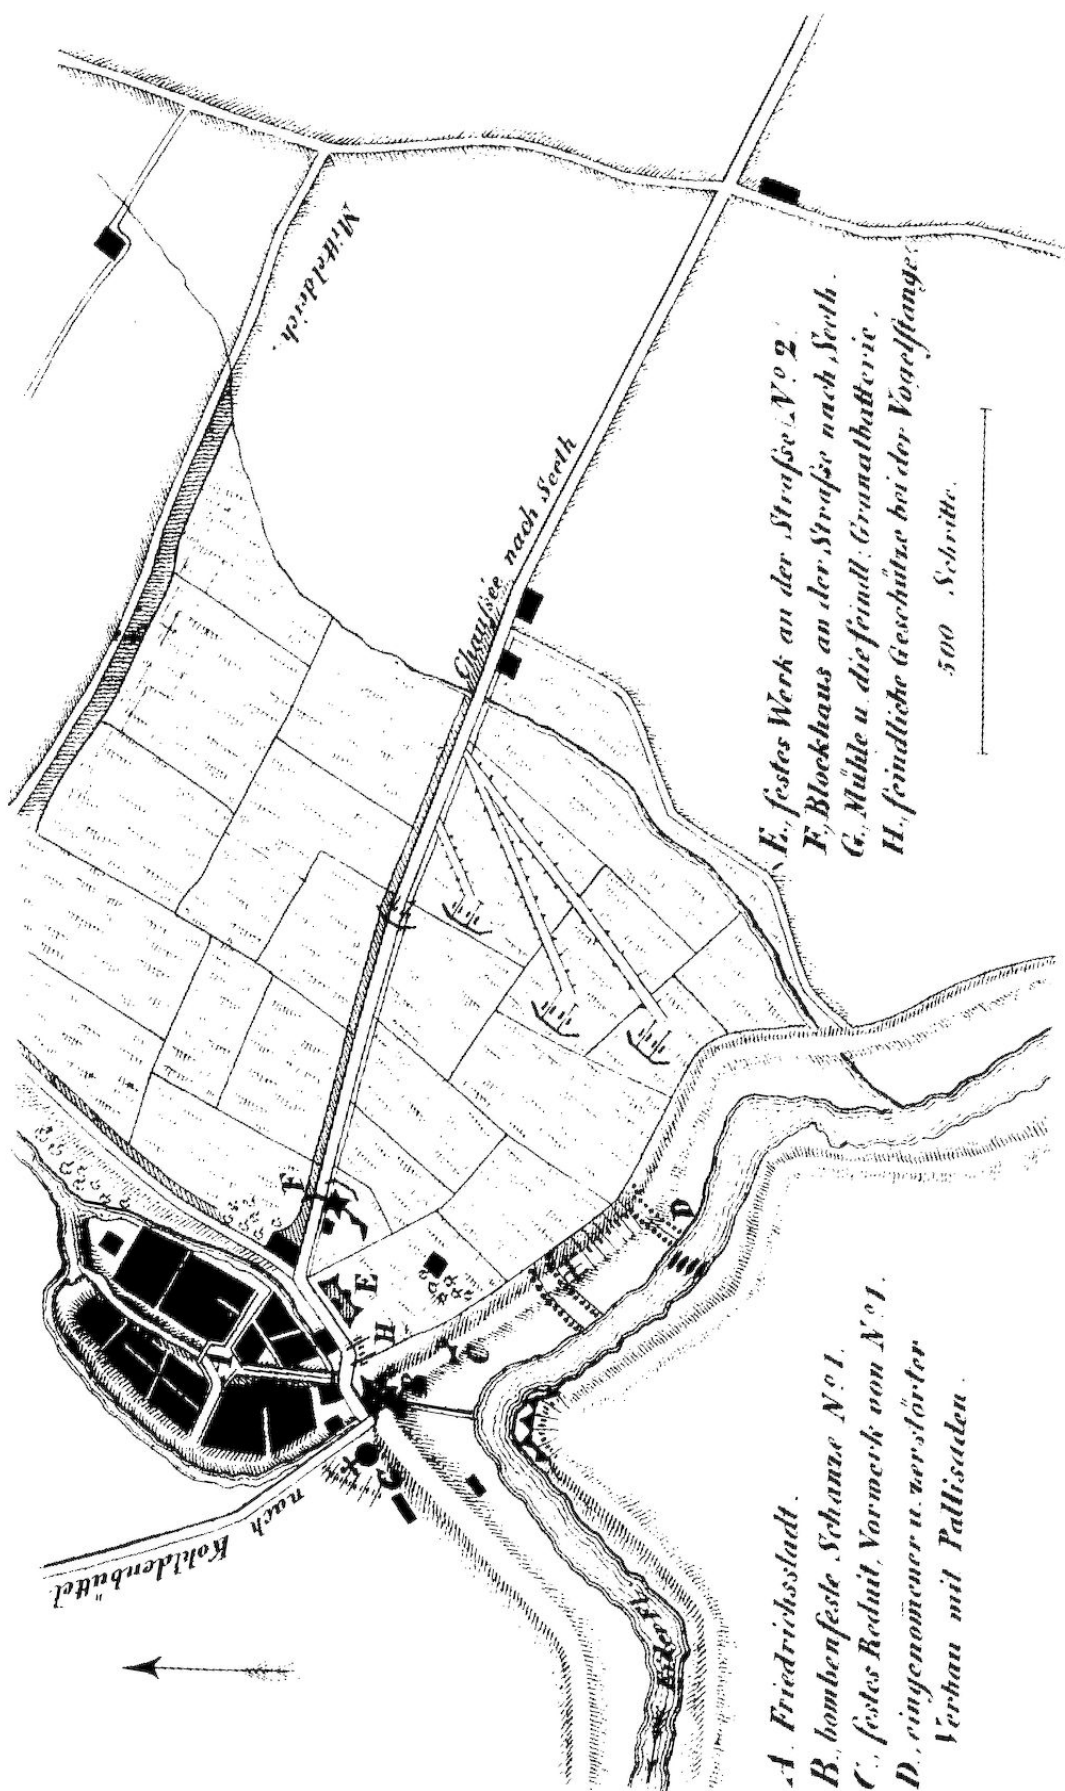 Mitteldeich.
Chaussée nach Seeth
nach
Koldenbüttel
Eider Fl.
F
E
H
B
C
D
G
A. Friedrichsstadt.
B., bombenfeste Schanze Nº 1.
C., festes Reduit, Vorwerk von Nº 1.
D., eingenomener u. zerstörter
Verhau mit Pallisaden.
E., festes Werk an der Straſse Nº 2.
F., Blockhaus an der Straſse nach Seeth.
G., Mühle u die feindl: Granatbatterie.
H., feindliche Geschütze bei der Vogelstange.
500 Schritte.